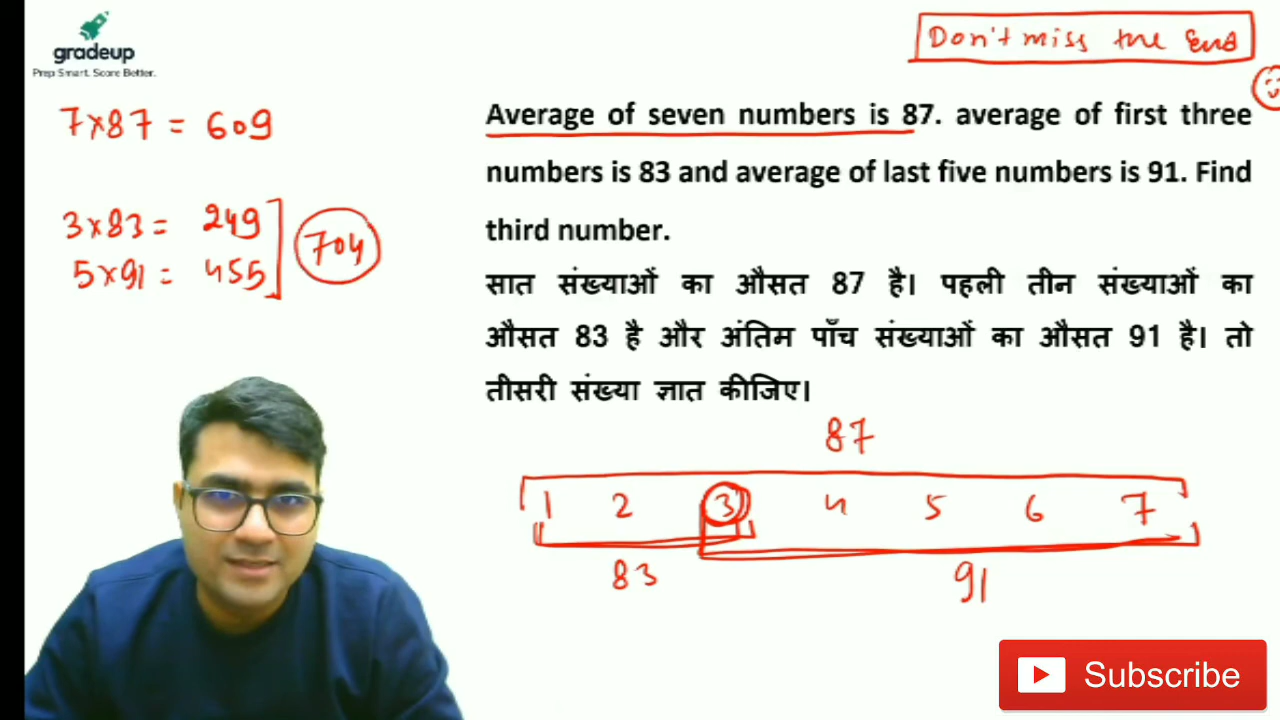 gradeup
Prep Smart. Score Better.
Don't miss the End
7×87 = 609
3×83 = 249
5×91 = 455
704
Average of seven numbers is 87. average of first three
numbers is 83 and average of last five numbers is 91. Find
third number.
सात संख्याओं का औसत 87 है। पहली तीन संख्याओं का
औसत 83 है और अंतिम पाँच संख्याओं का औसत 91 है। तो
तीसरी संख्या ज्ञात कीजिए।
87
1 2 3 4 5 6 7
83 91
Subscribe